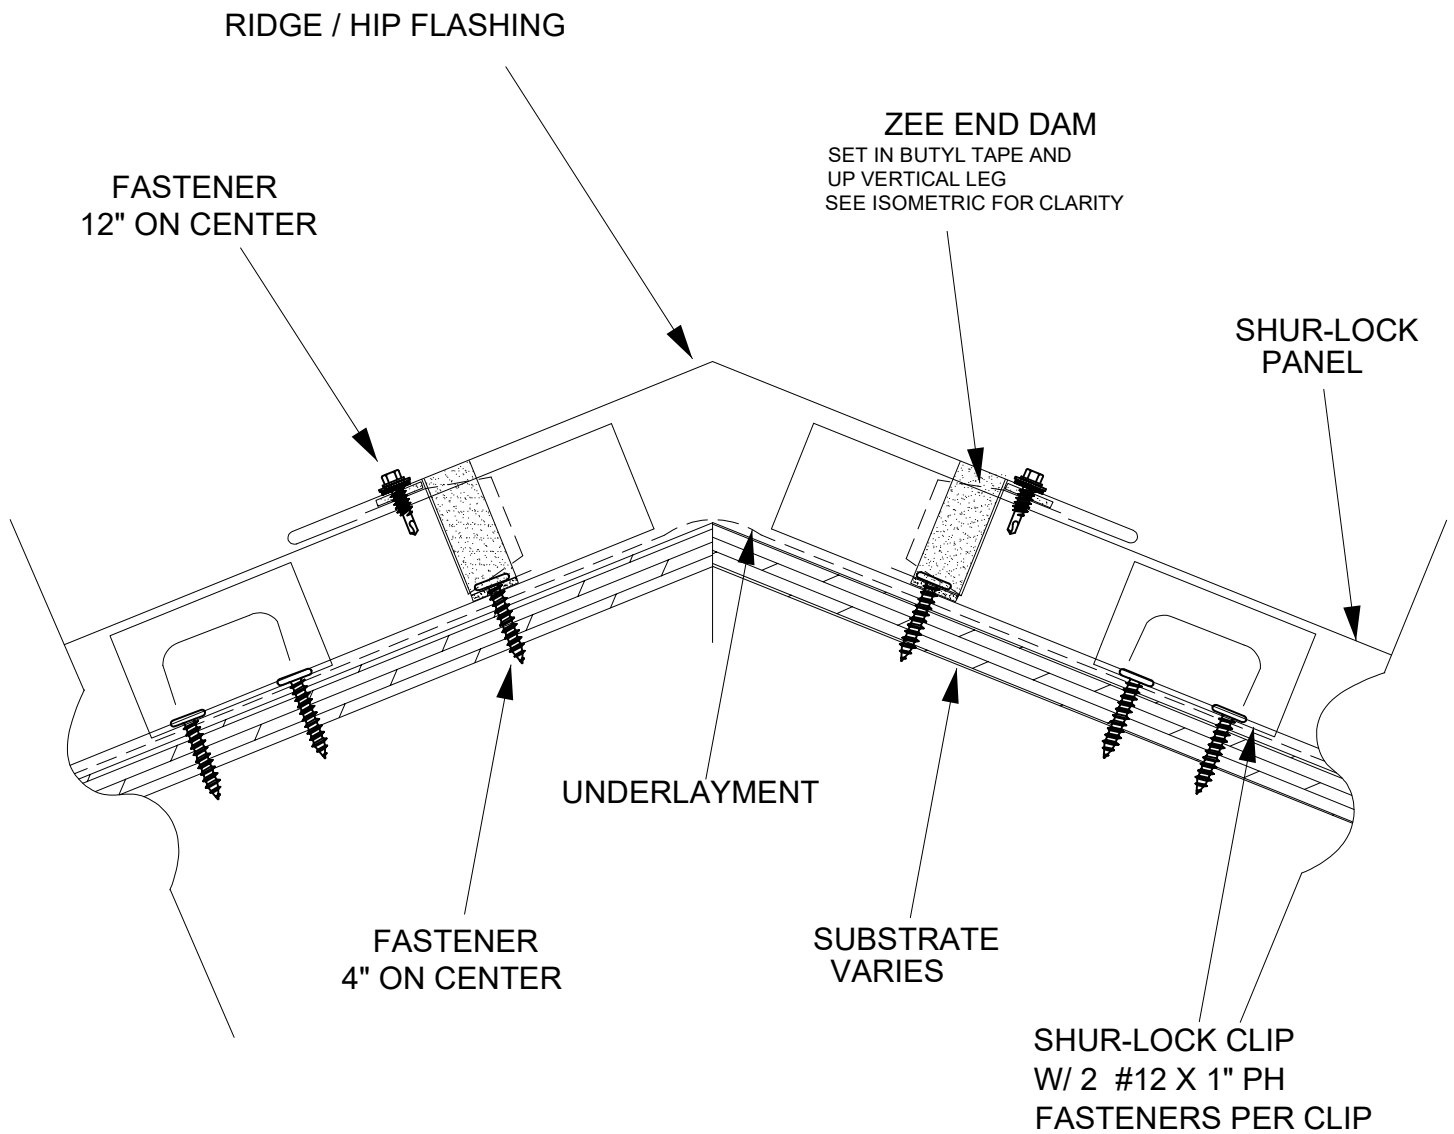 RIDGE / HIP FLASHING
ZEE END DAM
SET IN BUTYL TAPE AND
UP VERTICAL LEG
SEE ISOMETRIC FOR CLARITY
FASTENER
12" ON CENTER
SHUR-LOCK
PANEL
UNDERLAYMENT
FASTENER
4" ON CENTER
SUBSTRATE
VARIES
SHUR-LOCK CLIP
W/ 2 #12 X 1" PH
FASTENERS PER CLIP